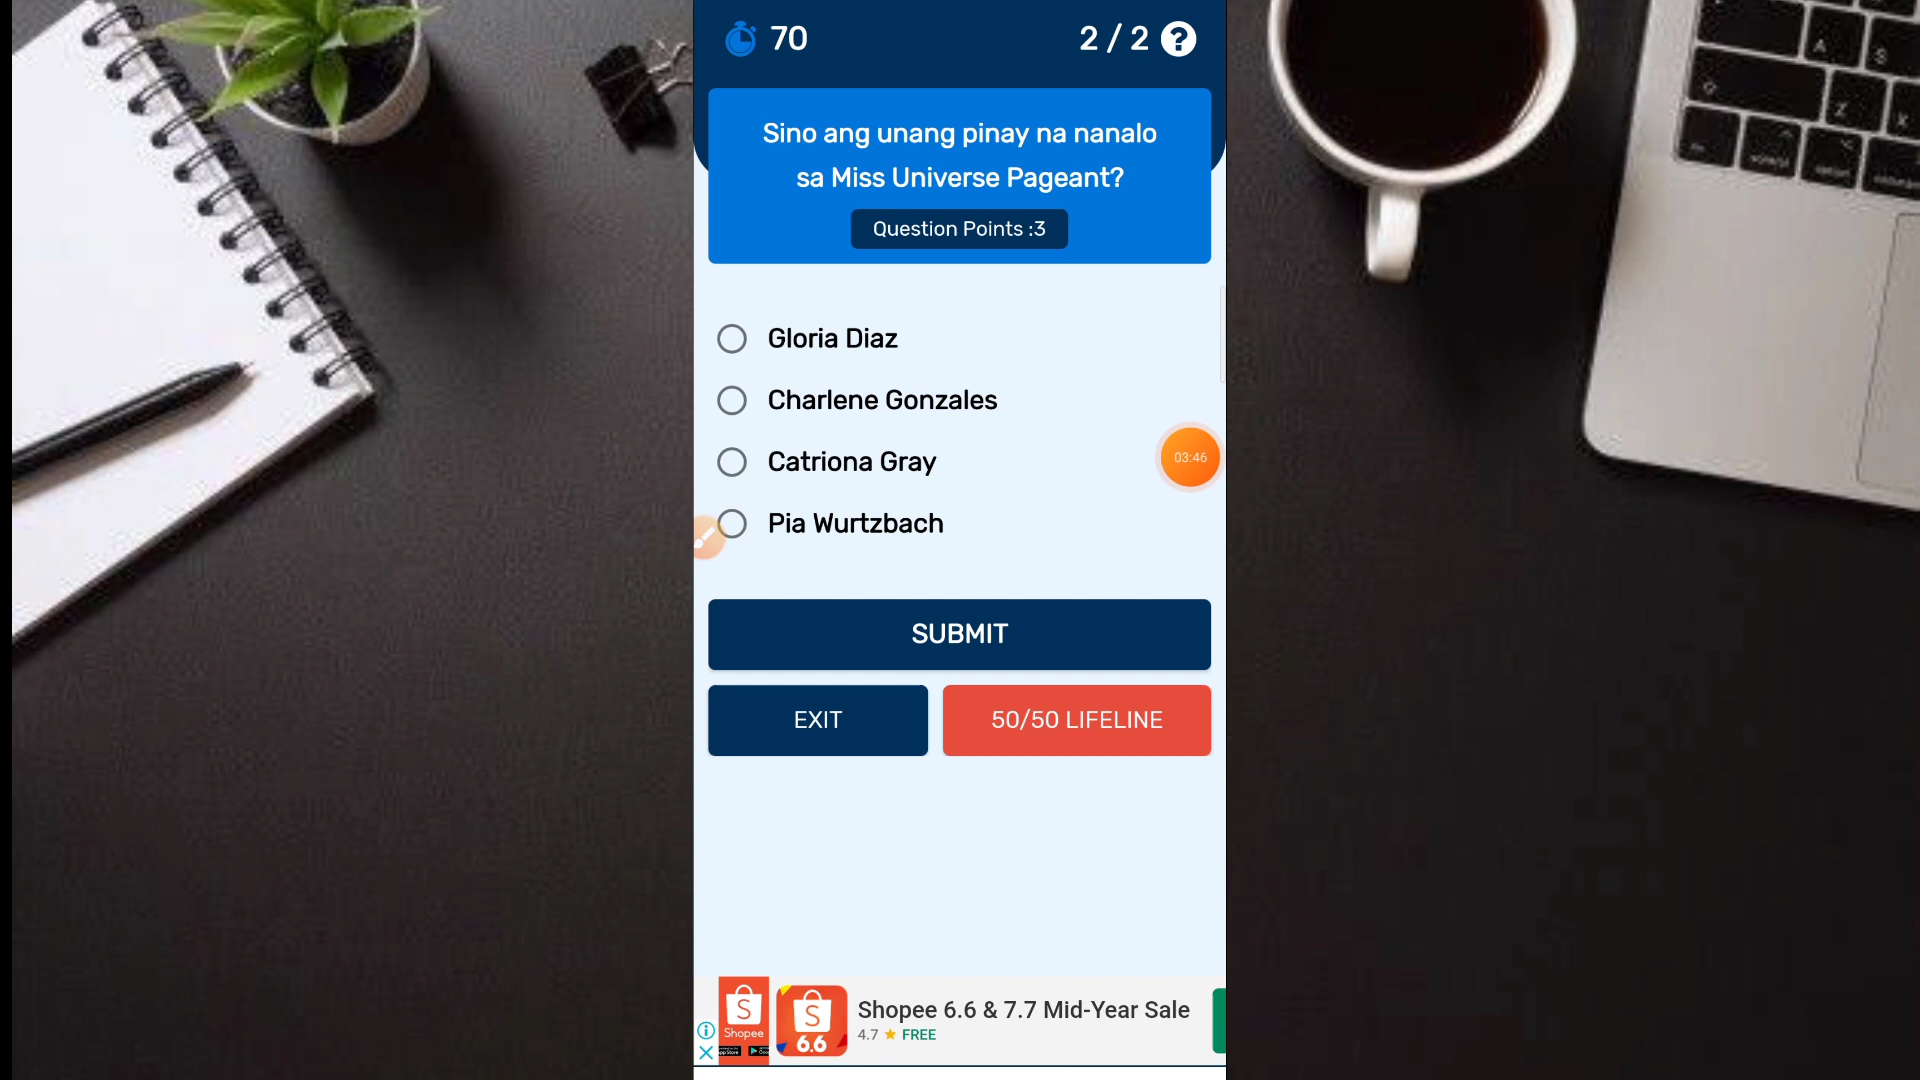 70
2 / 2 ?
Sino ang unang pinay na nanalo
sa Miss Universe Pageant?
Question Points :3
Gloria Diaz
Charlene Gonzales
Catriona Gray
03:46
Pia Wurtzbach
SUBMIT
EXIT
50/50 LIFELINE
Shopee
6.6
Shopee 6.6 & 7.7 Mid-Year Sale
4.7 ★ FREE